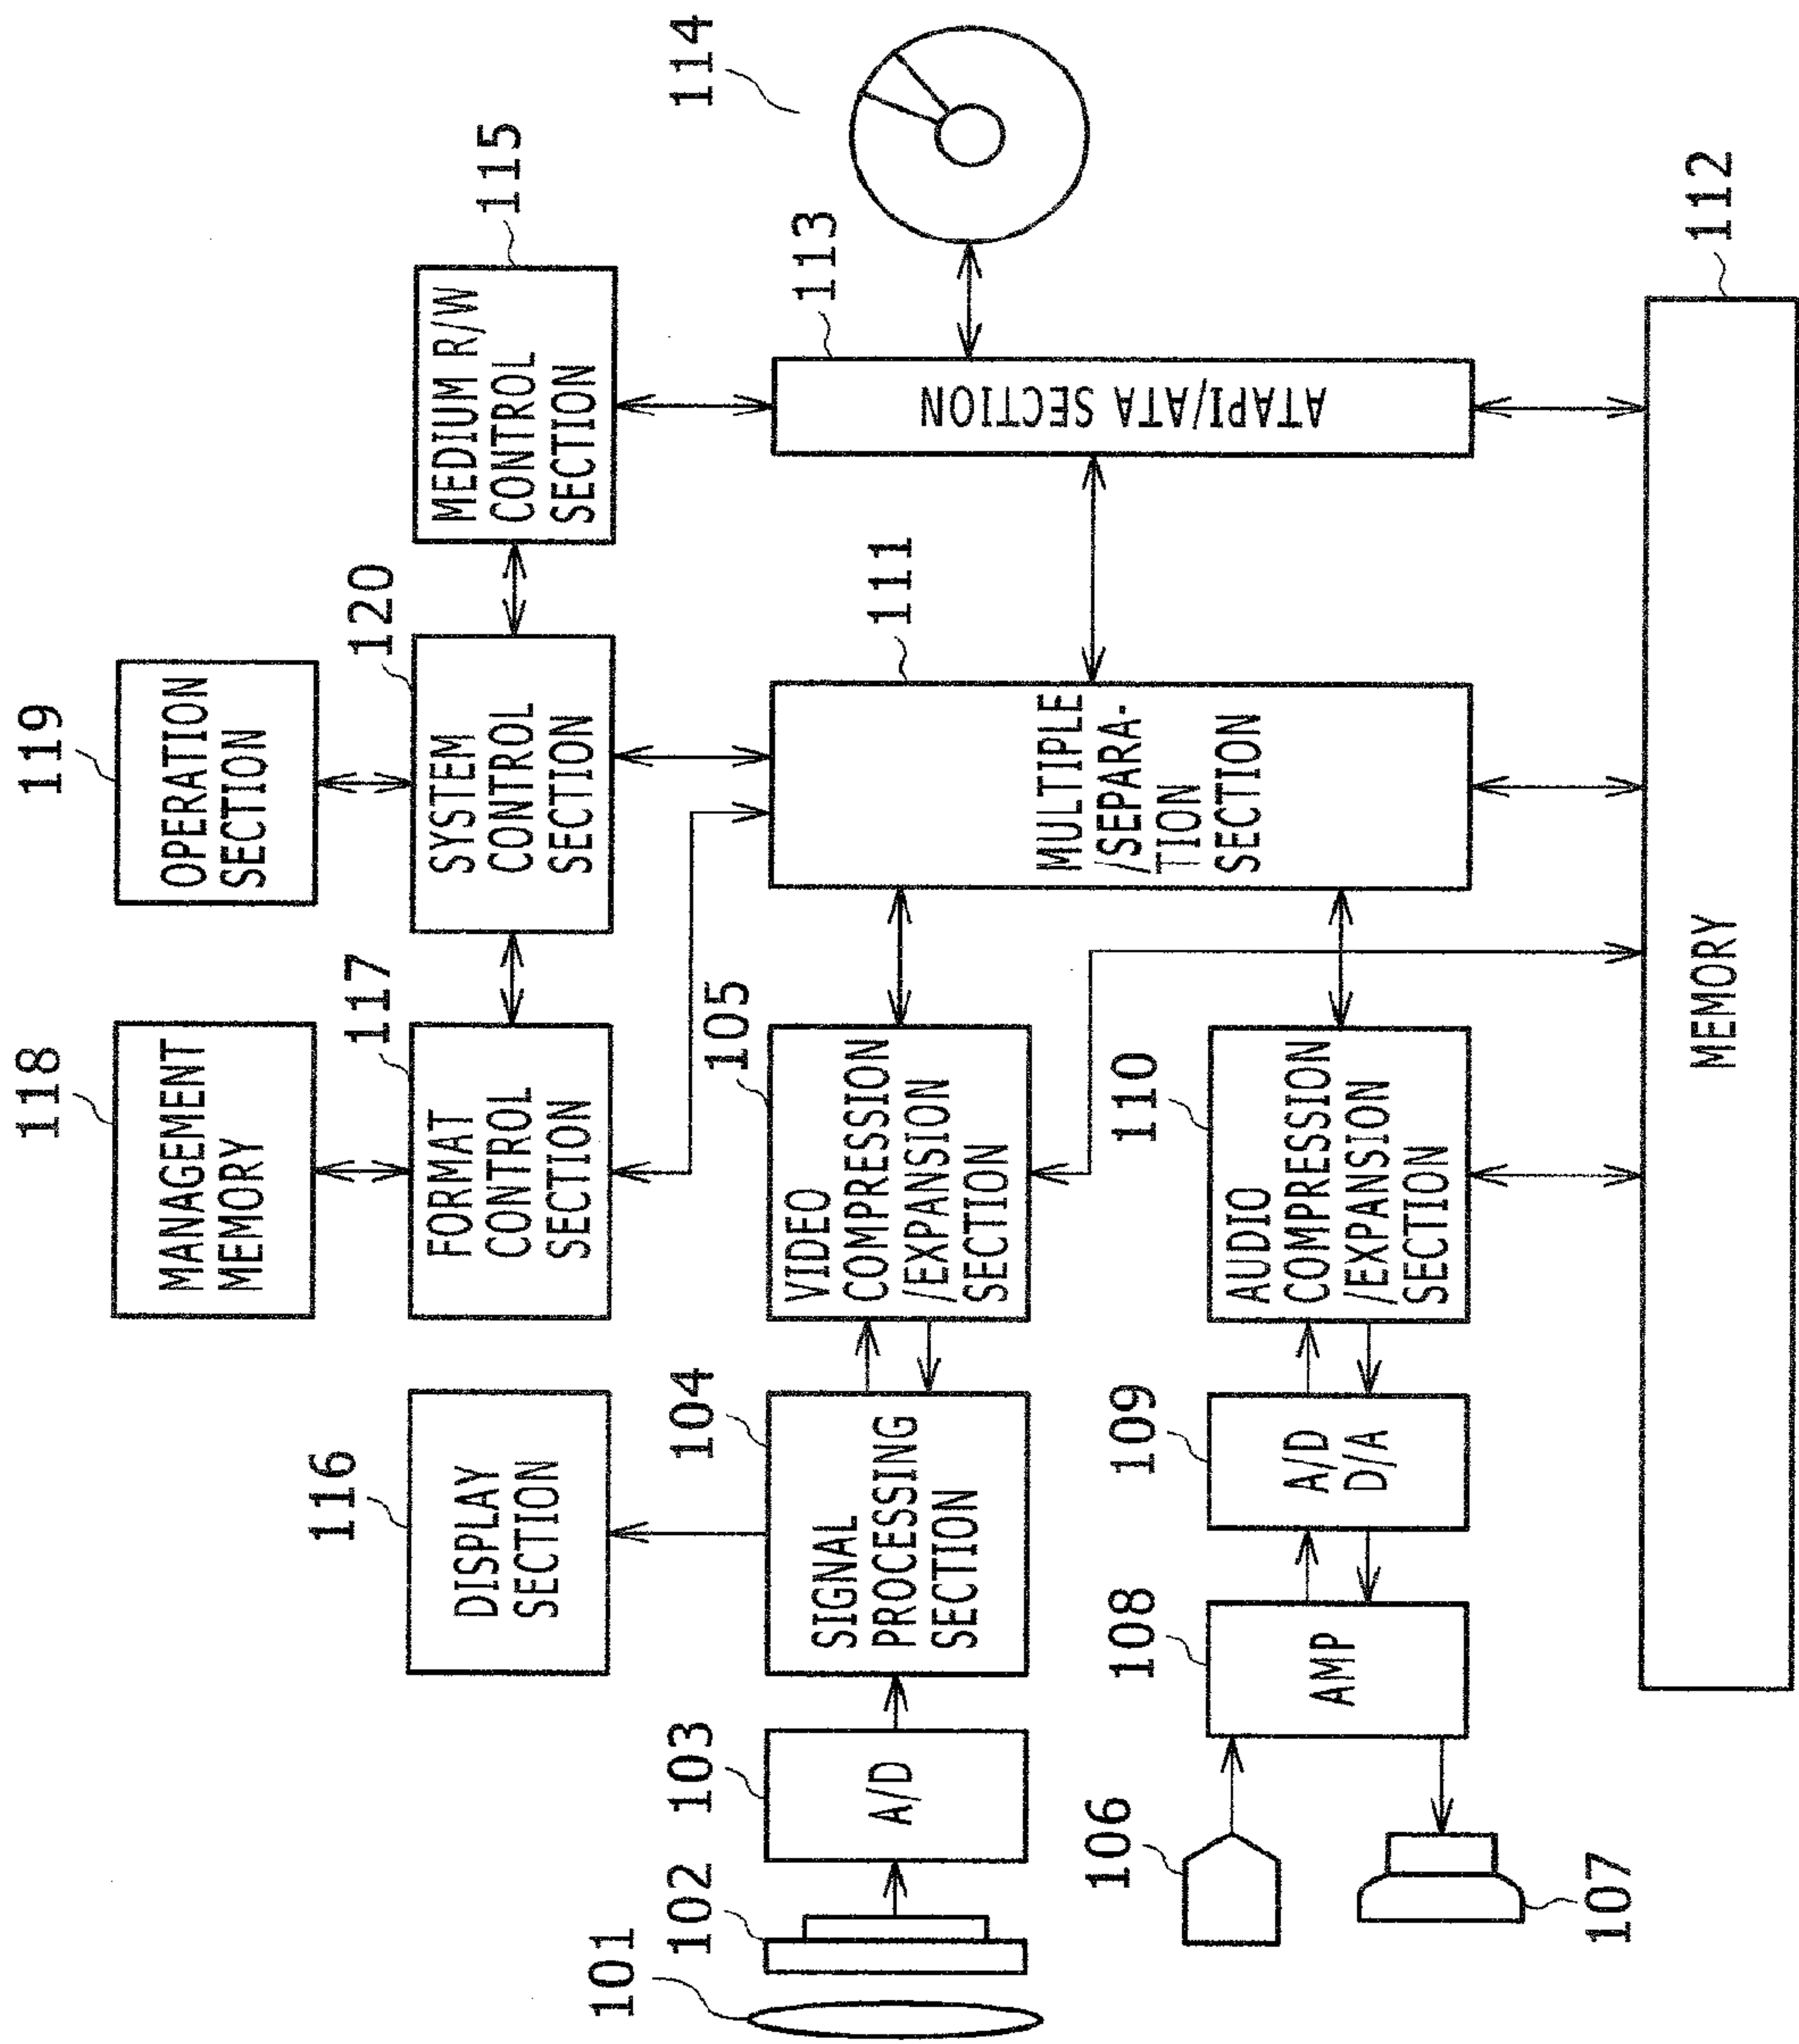 118
MANAGEMENT
MEMORY
119
OPERATION
SECTION
116
DISPLAY
SECTION
117
FORMAT
CONTROL
SECTION
120
SYSTEM
CONTROL
SECTION
115
MEDIUM R/W
CONTROL
SECTION
101
102
103
A/D
104
SIGNAL
PROCESSING
SECTION
105
VIDEO
COMPRESSION
/EXPANSION
SECTION
111
MULTIPLE
/SEPARA-
TION
SECTION
113
ATAPI/ATA SECTION
114
106
107
108
AMP
109
A/D
D/A
110
AUDIO
COMPRESSION
/EXPANSION
SECTION
112
MEMORY